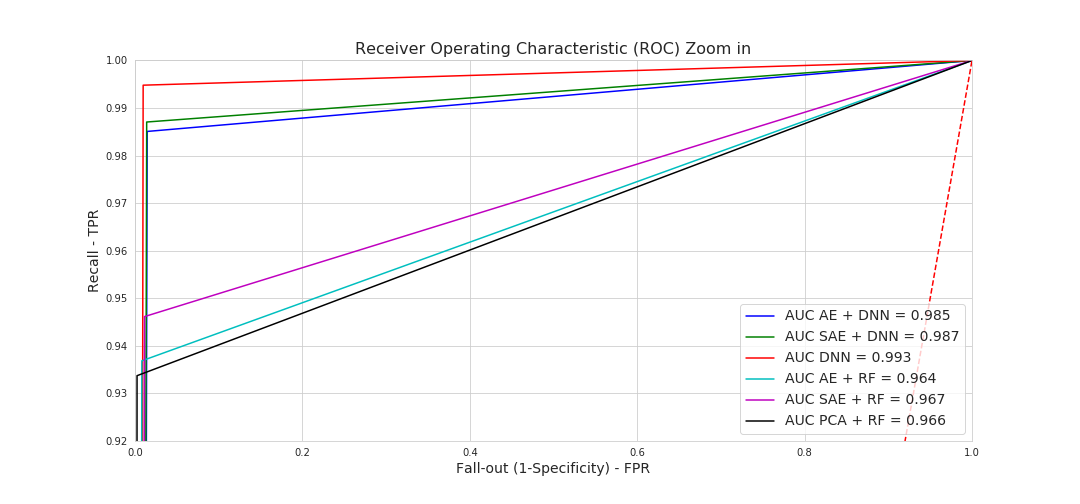 Receiver Operating Characteristic (ROC) Zoom in
1.00
0.99
0.98
0.97
0.96
0.95
0.94
0.93
0.92
Recall - TPR
0.0
0.2
0.4
0.6
0.8
1.0
Fall-out (1-Specificity) - FPR
AUC AE + DNN = 0.985
AUC SAE + DNN = 0.987
AUC DNN = 0.993
AUC AE + RF = 0.964
AUC SAE + RF = 0.967
AUC PCA + RF = 0.966